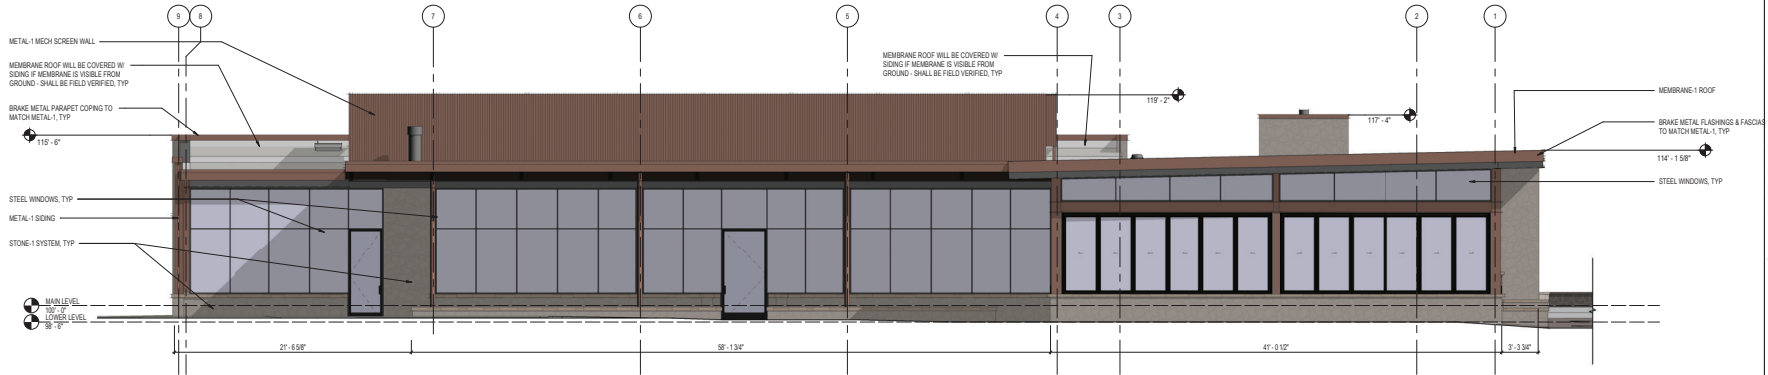 9
8
7
6
5
4
3
2
1
METAL-1 MECH SCREEN WALL
MEMBRANE ROOF WILL BE COVERED W/
SIDING IF MEMBRANE IS VISIBLE FROM
GROUND - SHALL BE FIELD VERIFIED, TYP
BRAKE METAL PARAPET COPING TO
MATCH METAL-1, TYP
115' - 6"
STEEL WINDOWS, TYP
METAL-1 SIDING
STONE-1 SYSTEM, TYP
MAIN LEVEL
100' - 0"
LOWER LEVEL
98' - 6"
MEMBRANE ROOF WILL BE COVERED W/
SIDING IF MEMBRANE IS VISIBLE FROM
GROUND - SHALL BE FIELD VERIFIED, TYP
119' - 2"
117' - 4"
MEMBRANE-1 ROOF
BRAKE METAL FLASHINGS & FASCIAS
TO MATCH METAL-1, TYP
114' - 1 5/8"
STEEL WINDOWS, TYP
21' - 6 5/8"
58' - 1 3/4"
41' - 0 1/2"
3' - 3 3/4"